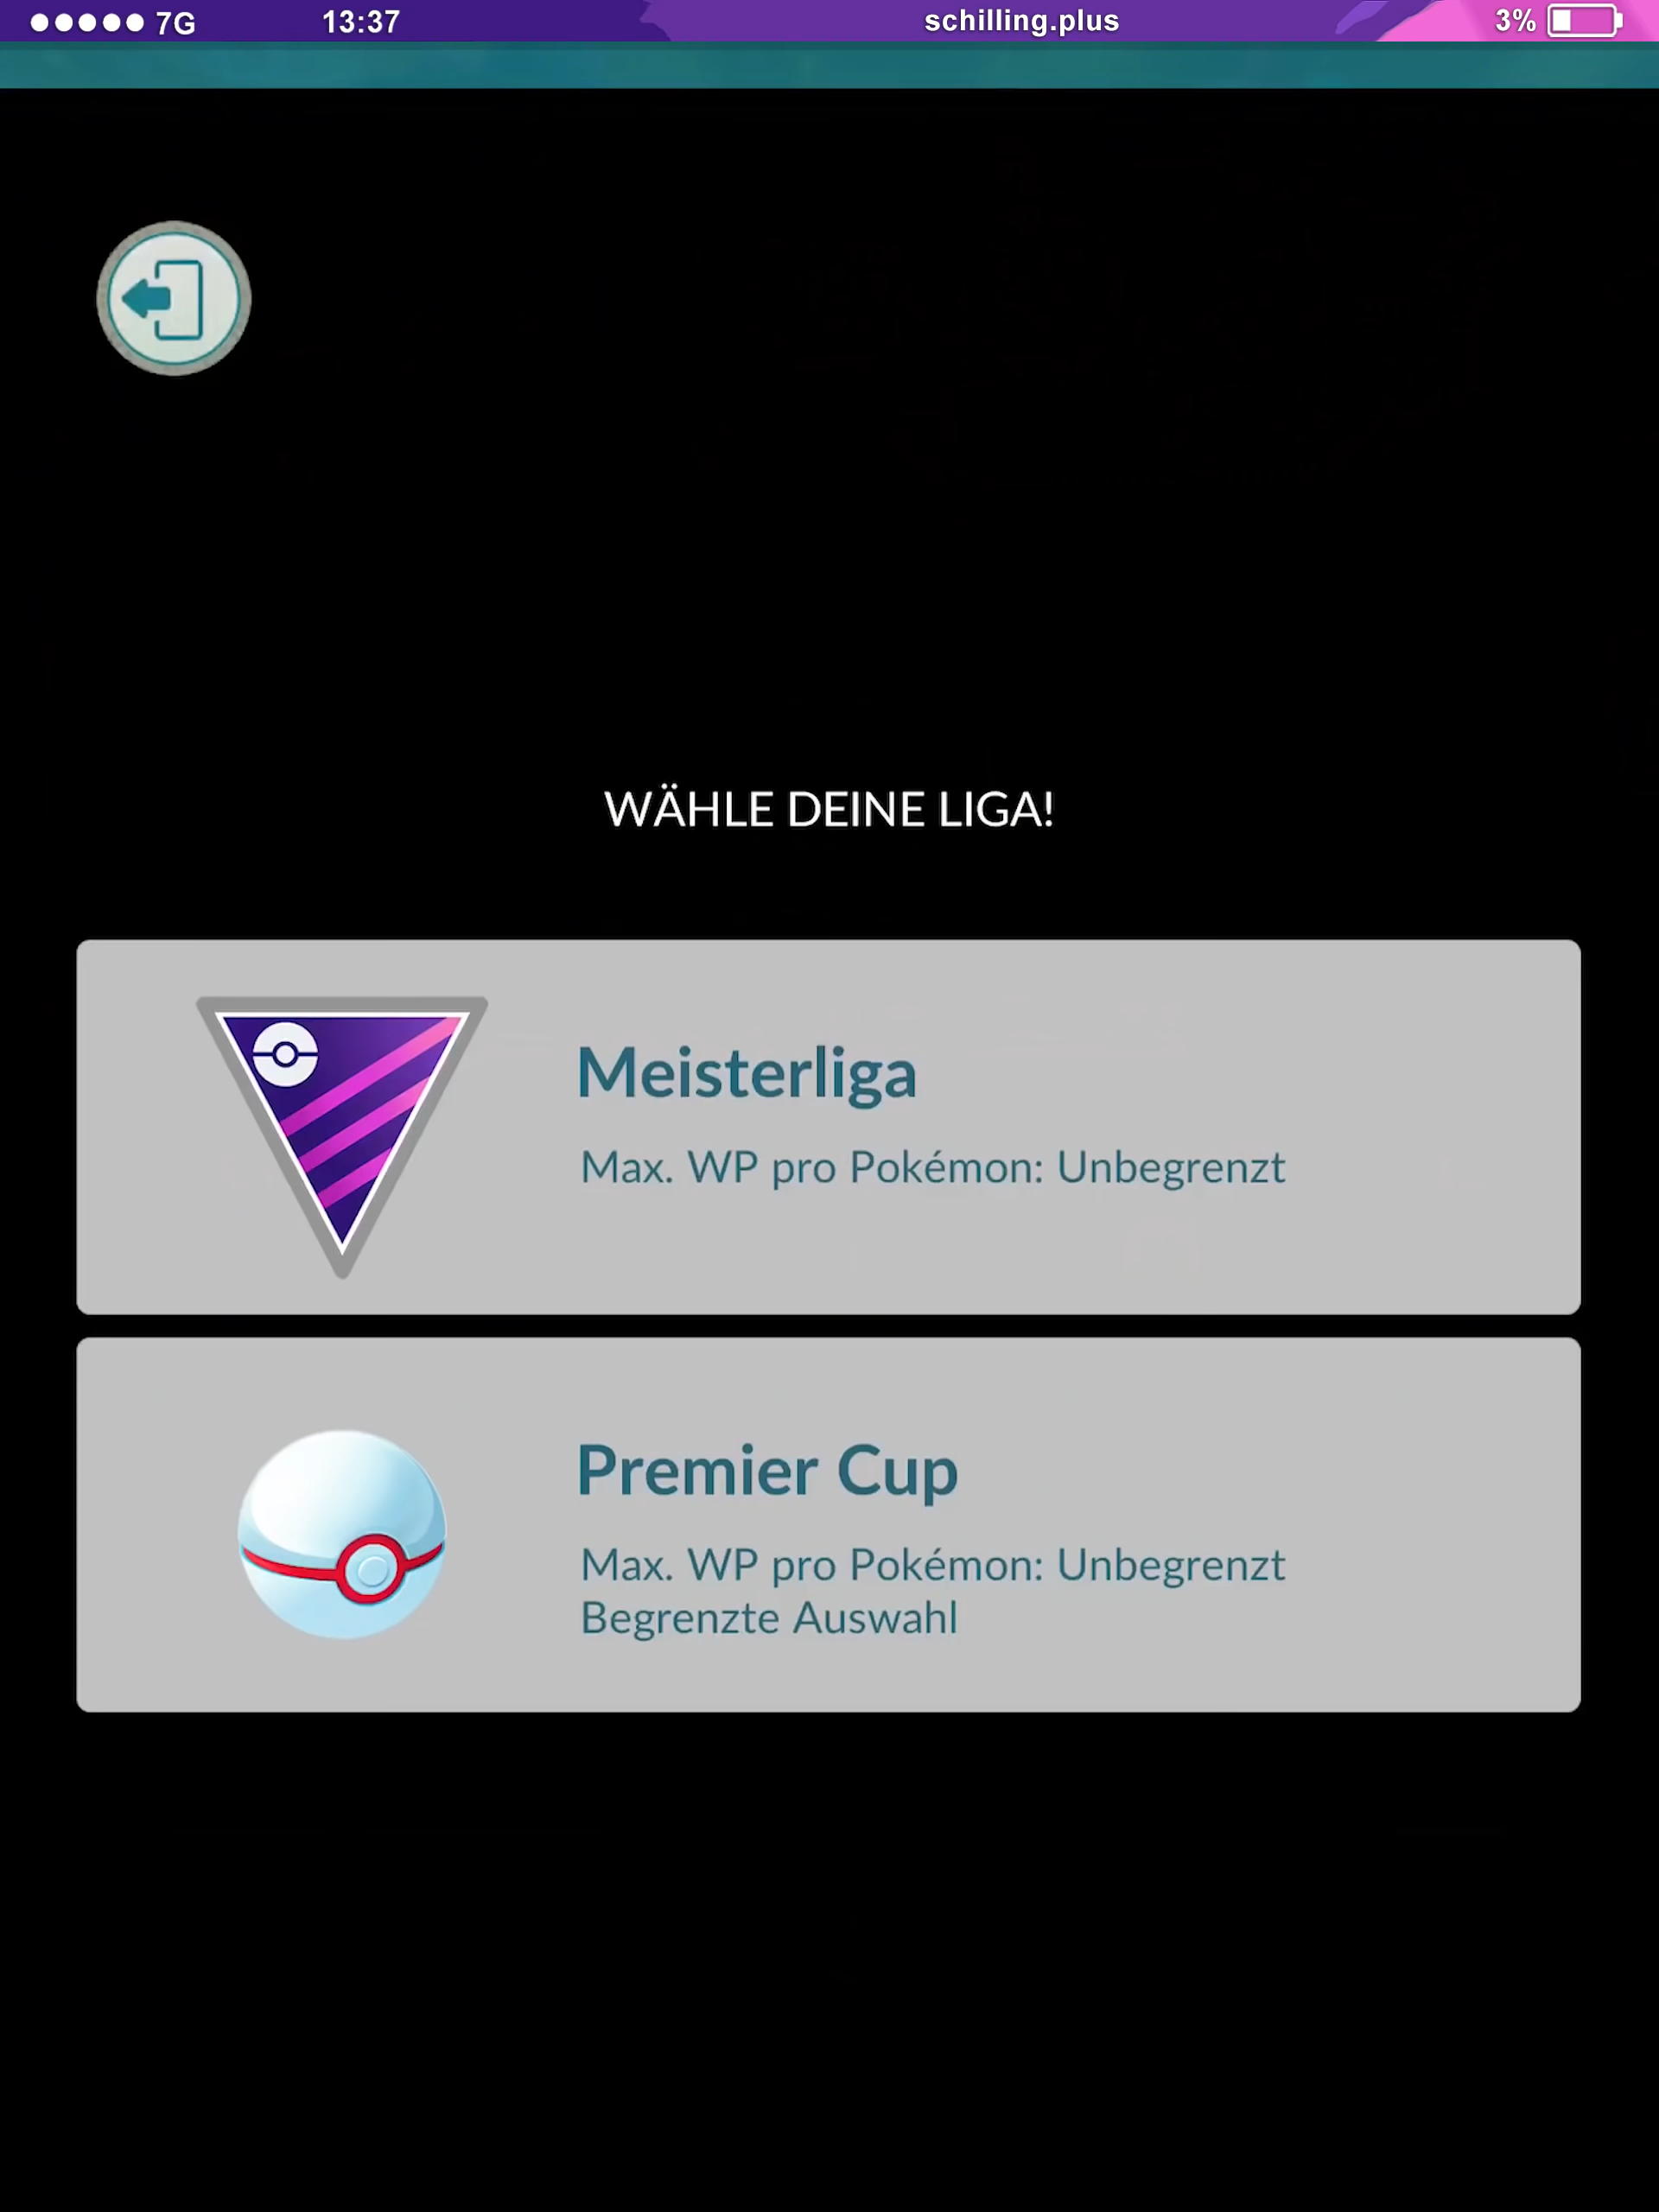 7G 13:37 schilling.plus 3%
WÄHLE DEINE LIGA!
Meisterliga
Max. WP pro Pokémon: Unbegrenzt
Premier Cup
Max. WP pro Pokémon: Unbegrenzt
Begrenzte Auswahl